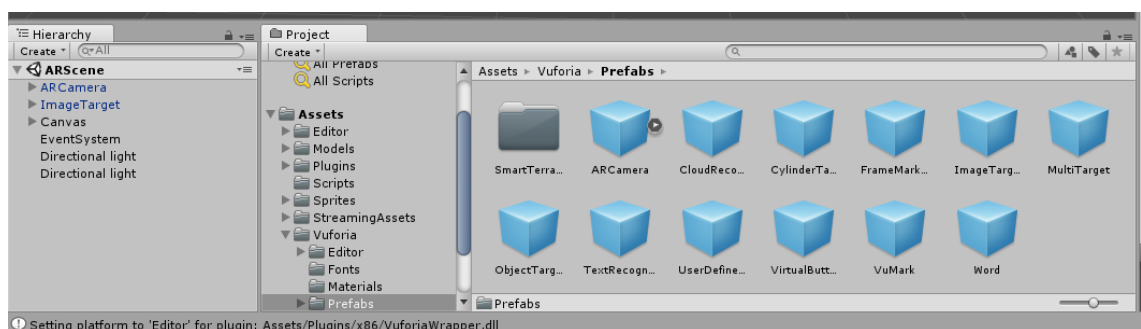 Hierarchy
Create
All
ARScene
ARCamera
ImageTarget
Canvas
EventSystem
Directional light
Directional light
Project
Create
All Prefabs
All Scripts
Assets
Editor
Models
Plugins
Scripts
Sprites
StreamingAssets
Vuforia
Editor
Fonts
Materials
Prefabs
Assets Vuforia Prefabs
SmartTerra... ARCamera CloudReco... CylinderTa... FrameMark... ImageTarg... MultiTarget
ObjectTarg... TextRecogn... UserDefine... VirtualButt... VuMark Word
Prefabs
Setting platform to 'Editor' for plugin: Assets/Plugins/x86/VuforiaWrapper.dll